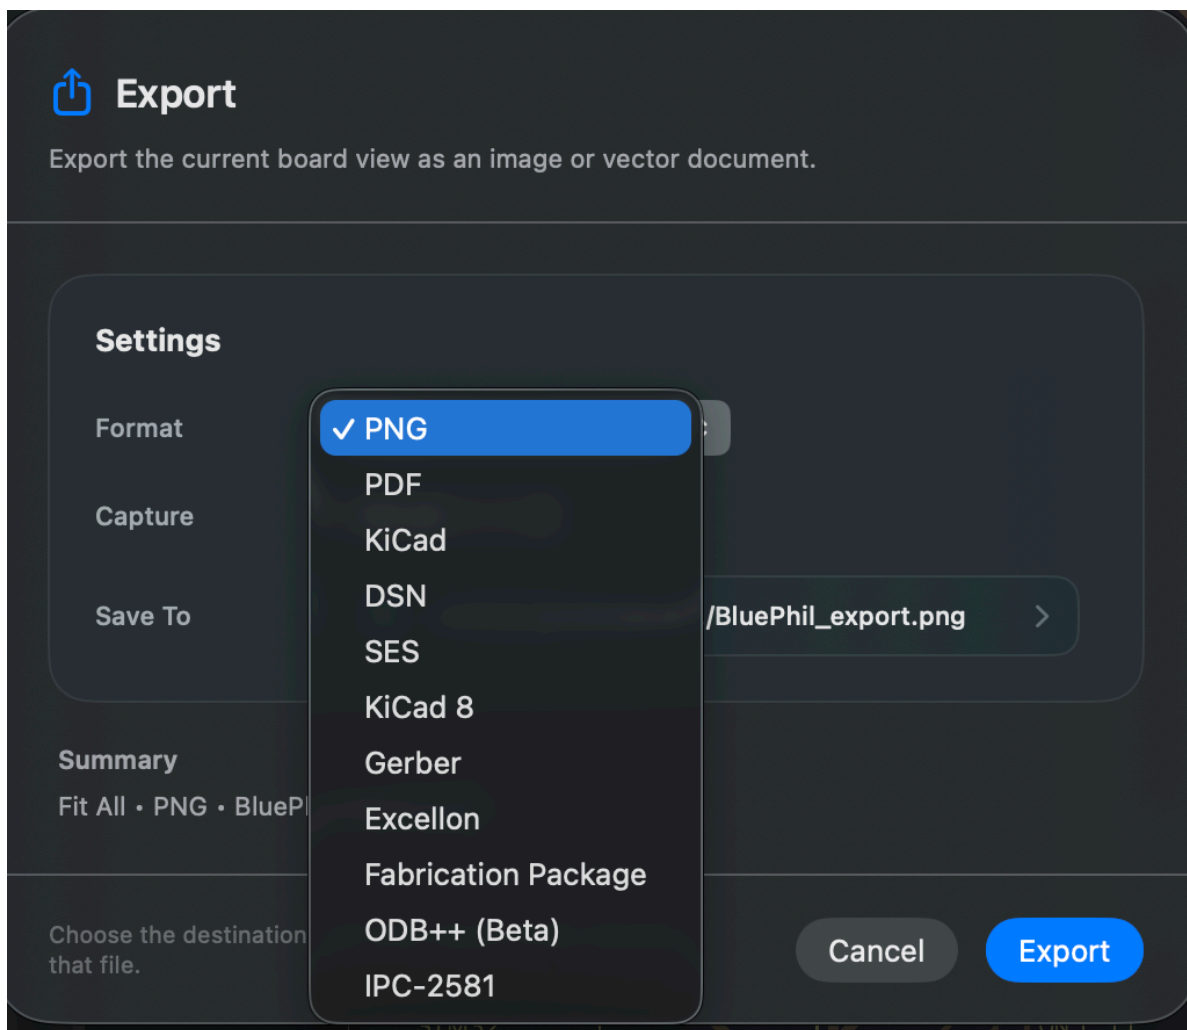 Export
Export the current board view as an image or vector document.
Settings
Format
✓ PNG
PDF
Capture
KiCad
DSN
Save To
/BluePhil_export.png
SES
KiCad 8
Summary
Gerber
Fit All • PNG • BluePh
Excellon
Fabrication Package
Choose the destination
that file.
ODB++ (Beta)
IPC-2581
Cancel
Export